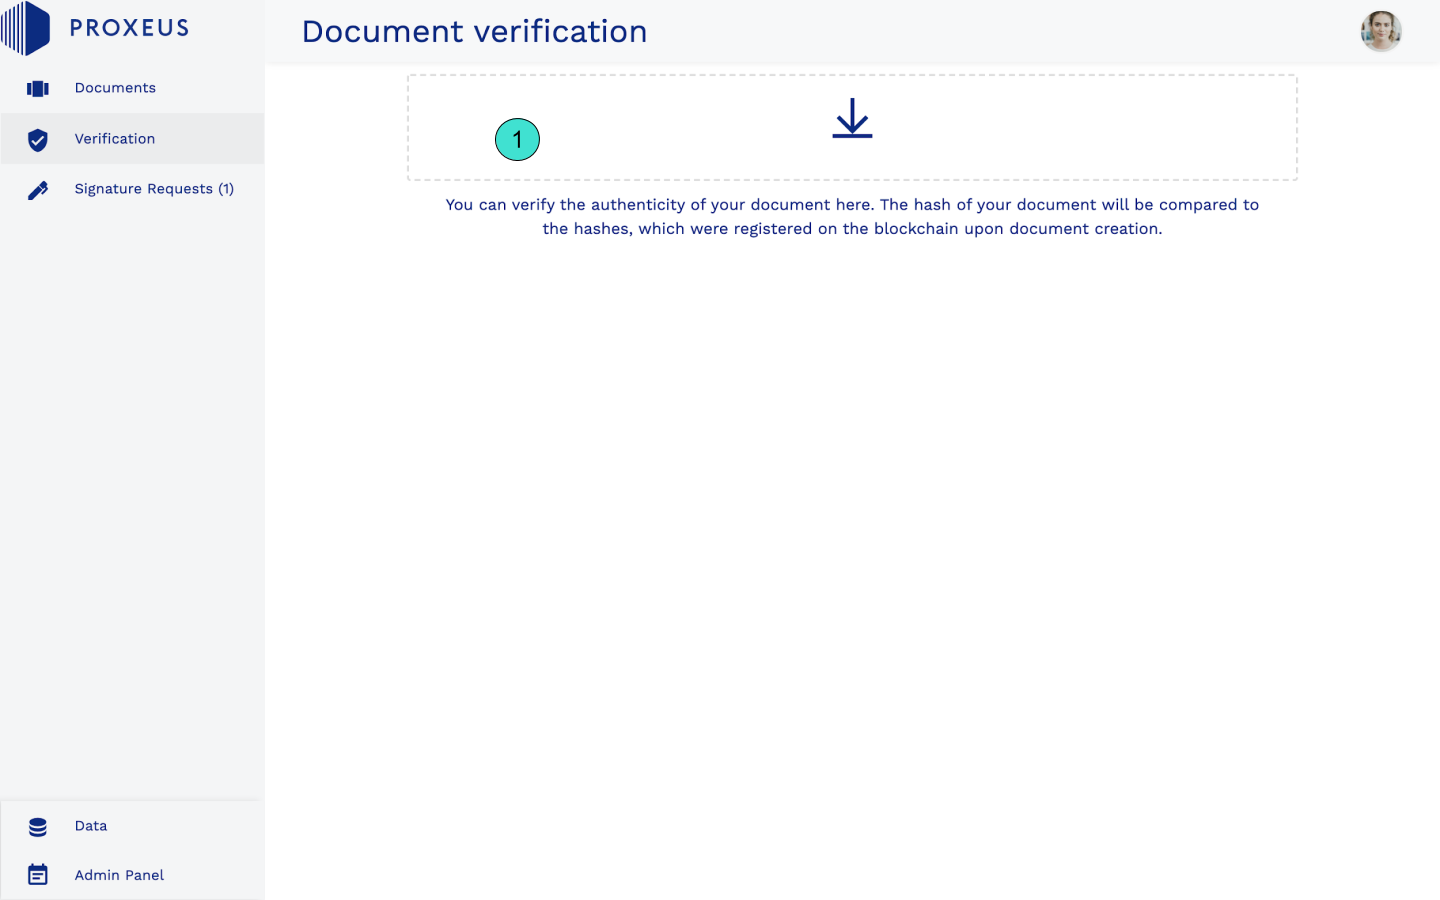 PROXEUS
Document verification
Documents
Verification
Signature Requests (1)
1
You can verify the authenticity of your document here. The hash of your document will be compared to
the hashes, which were registered on the blockchain upon document creation.
Data
Admin Panel